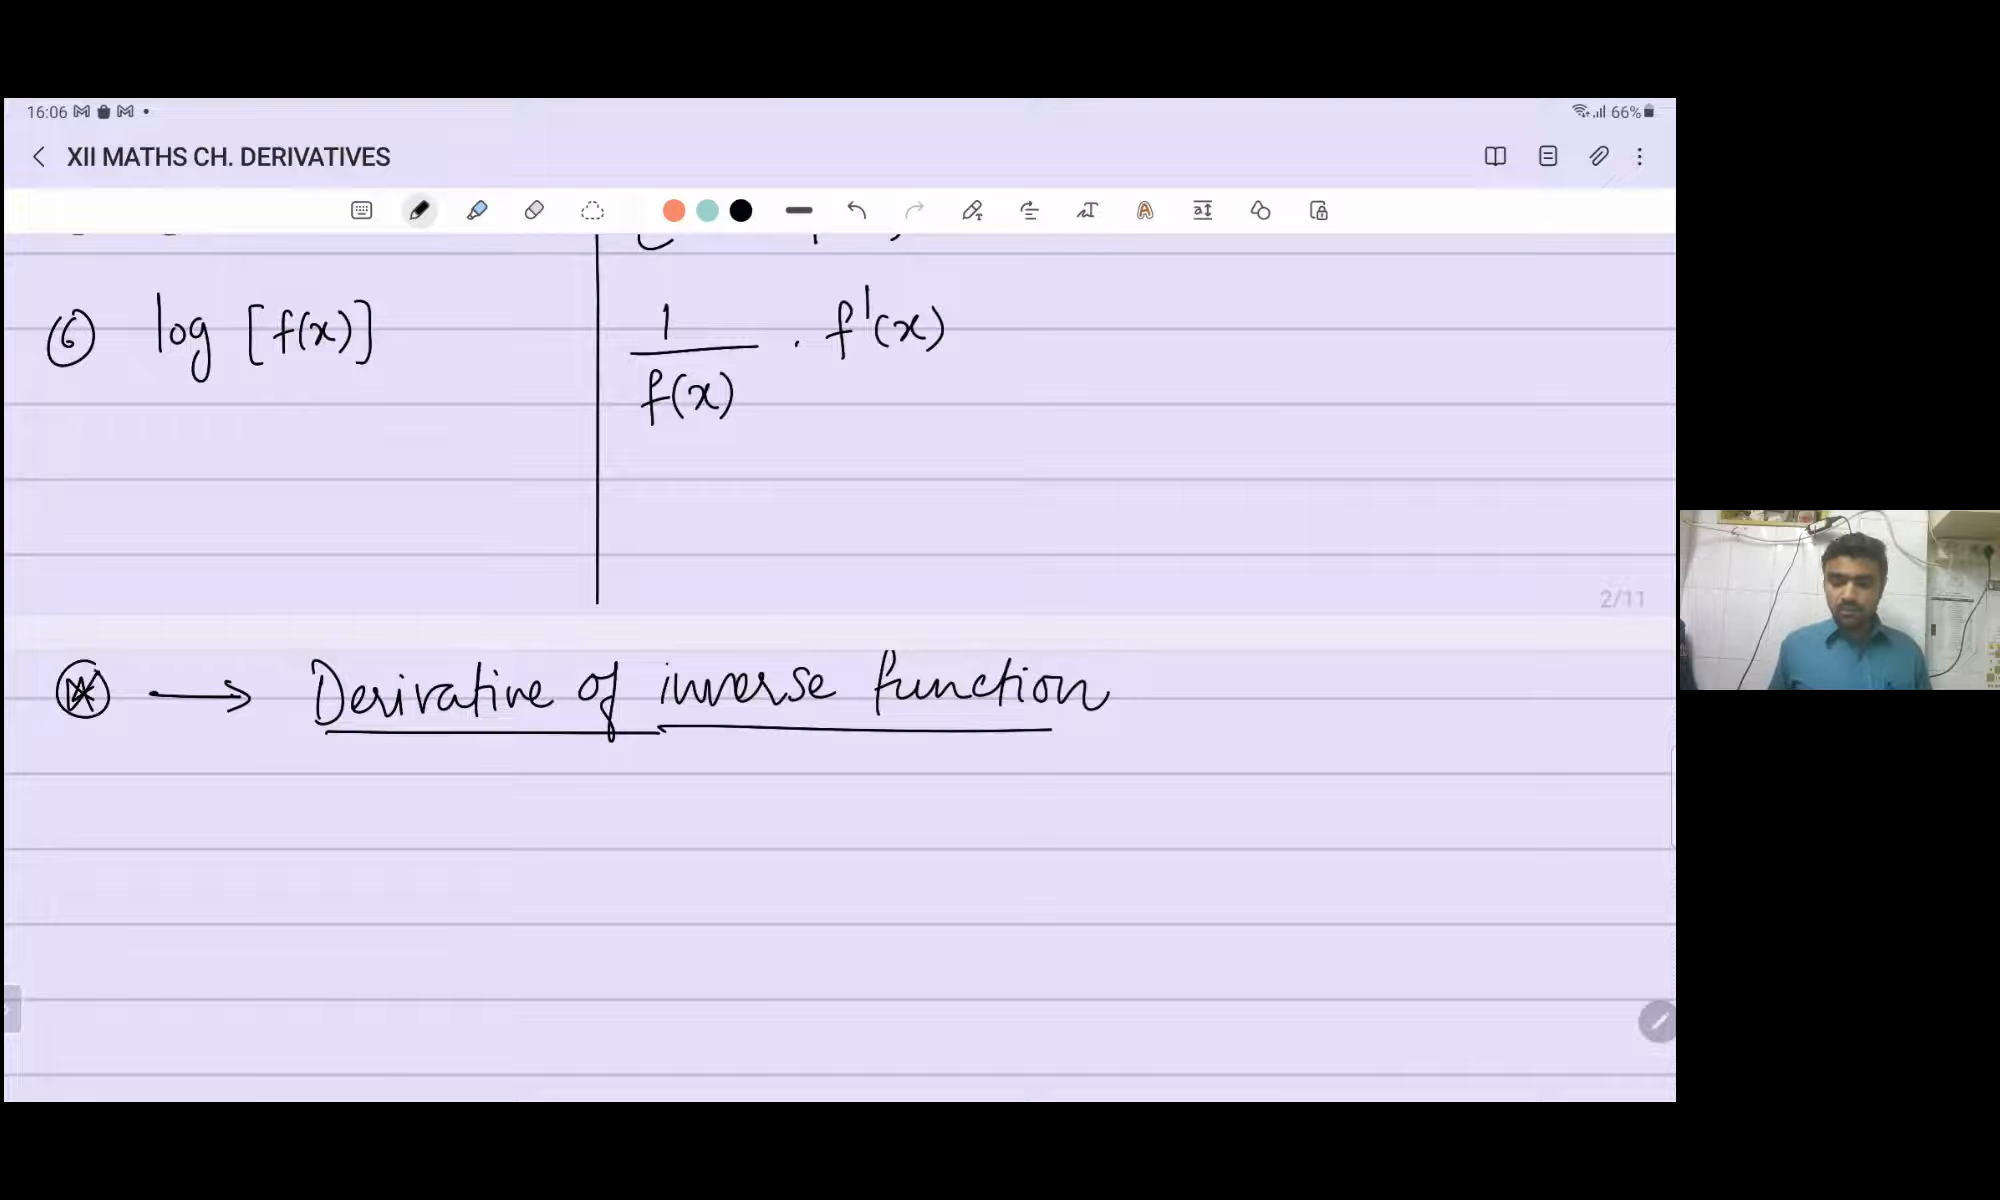 16:06
66%
XII MATHS CH. DERIVATIVES
⑥ log [f(x)]
1/f(x) . f'(x)
2/11
→ Derivative of inverse function